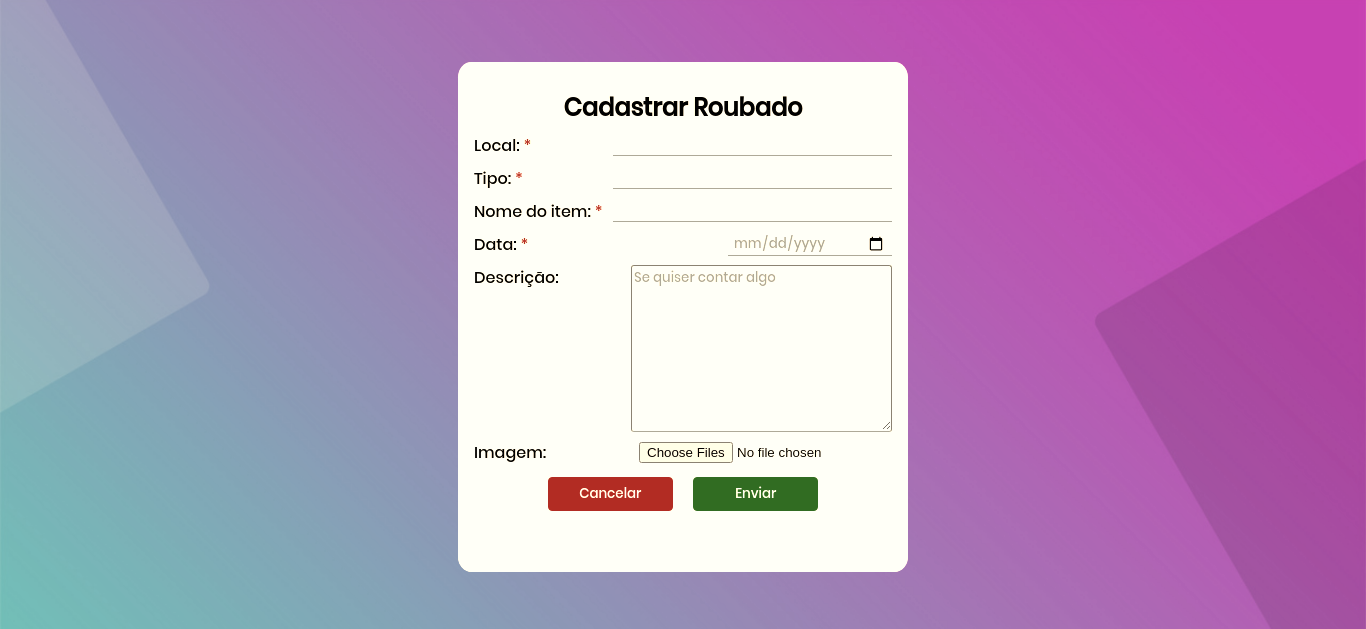 Cadastrar Roubado
Local: *
Tipo: *
Nome do item: *
Data: * mm/dd/yyyy
Descrição: Se quiser contar algo
Imagem: Choose Files No file chosen
Cancelar Enviar